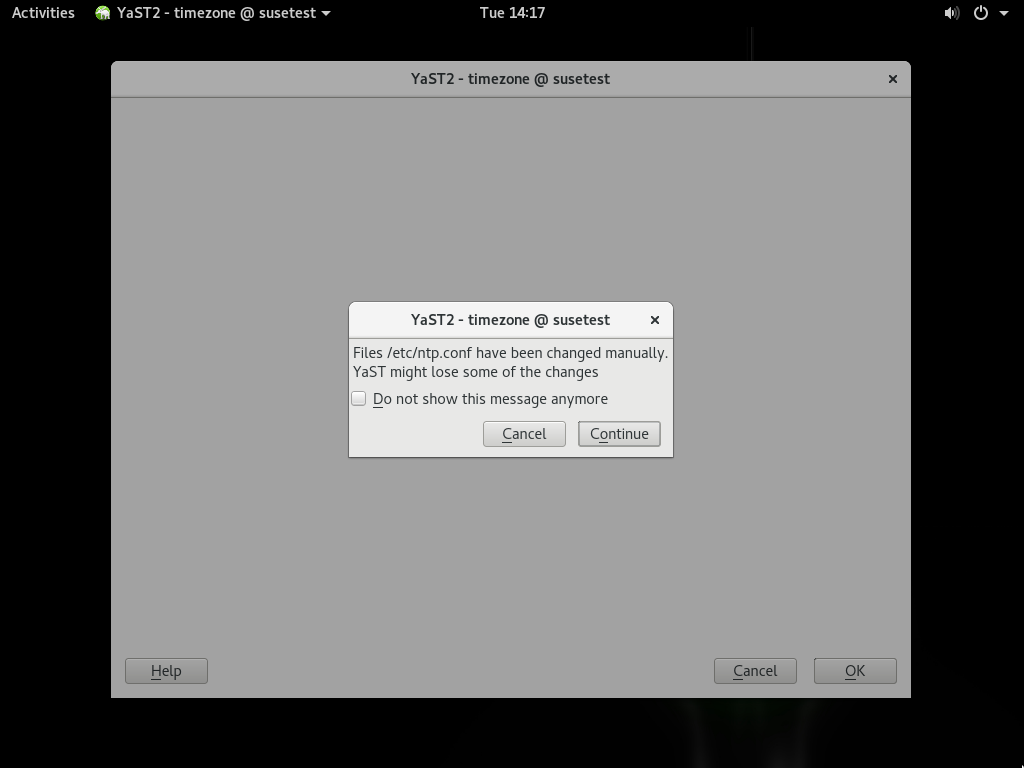 Activities YaST2 - timezone @ susetest Tue 14:17
YaST2 - timezone @ susetest
YaST2 - timezone @ susetest
Files /etc/ntp.conf have been changed manually.
YaST might lose some of the changes
Do not show this message anymore
Cancel Continue
Help Cancel OK